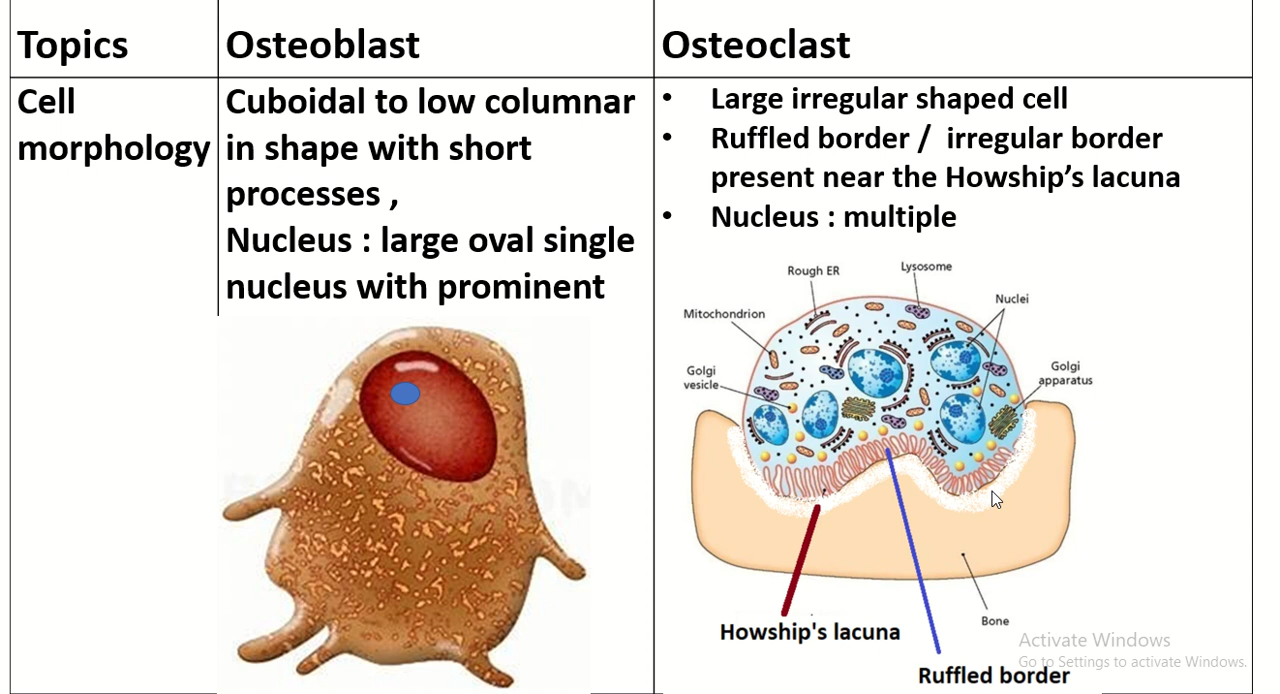 Topics
Osteoblast
Osteoclast
Cell
morphology
Cuboidal to low columnar
in shape with short
processes ,
Nucleus : large oval single
nucleus with prominent
• Large irregular shaped cell
• Ruffled border / irregular border
present near the Howship’s lacuna
• Nucleus : multiple
Rough ER
Lysosome
Nuclei
Mitochondrion
Golgi
vesicle
Golgi
apparatus
Howship's lacuna
Bone
Ruffled border
Activate Windows
Go to Settings to activate Windows.